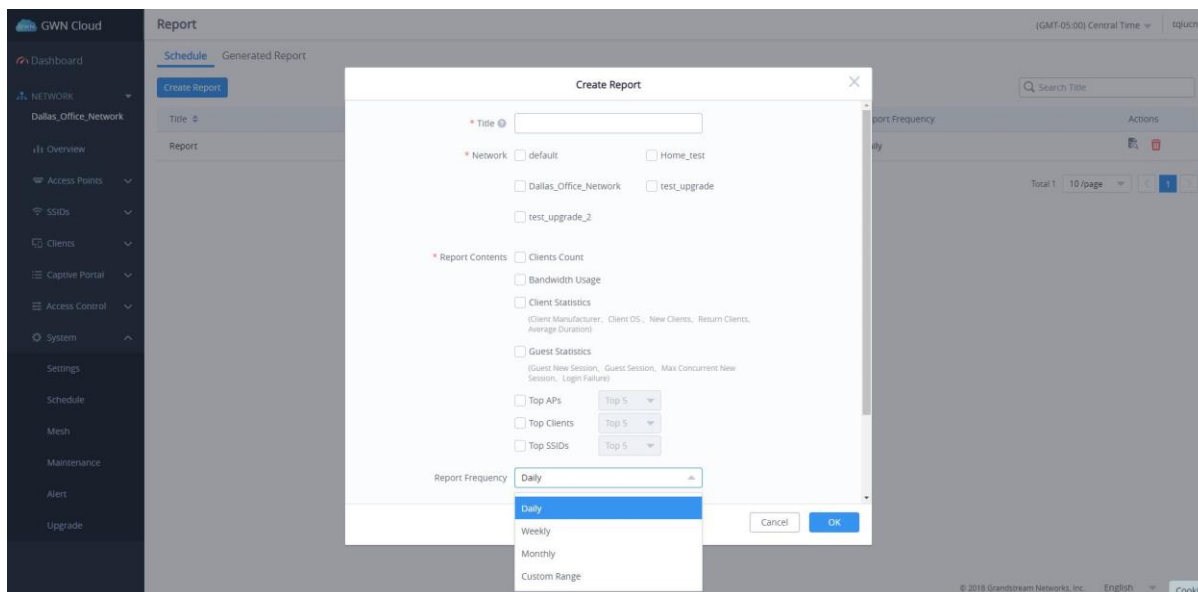 GWN Cloud
Report
(GMT-05:00) Central Time
Dashboard
Schedule
Generated Report
Create Report
Create Report
Search Title
NETWORK
Dallas_Office_Network
Title
port Frequency
Actions
Report
ily
Total 1
10 /page
1
Overview
Access Points
SSIDs
Clients
Captive Portal
Access Control
System
Settings
Schedule
Mesh
Maintenance
Alert
Upgrade
* Title
* Network
default
Home_test
Dallas_Office_Network
test_upgrade
test_upgrade_2
* Report Contents
Clients Count
Bandwidth Usage
Client Statistics
(Client Manufacturer, Client OS , New Clients, Return Clients,
Average Duration)
Guest Statistics
(Guest New Session, Guest Session, Max Concurrent New
Session, Login Failure)
Top APs
Top 5
Top Clients
Top 5
Top SSIDs
Top 5
Report Frequency
Daily
Daily
Weekly
Monthly
Custom Range
Cancel
OK
© 2018 Grandstream Networks, Inc.
English